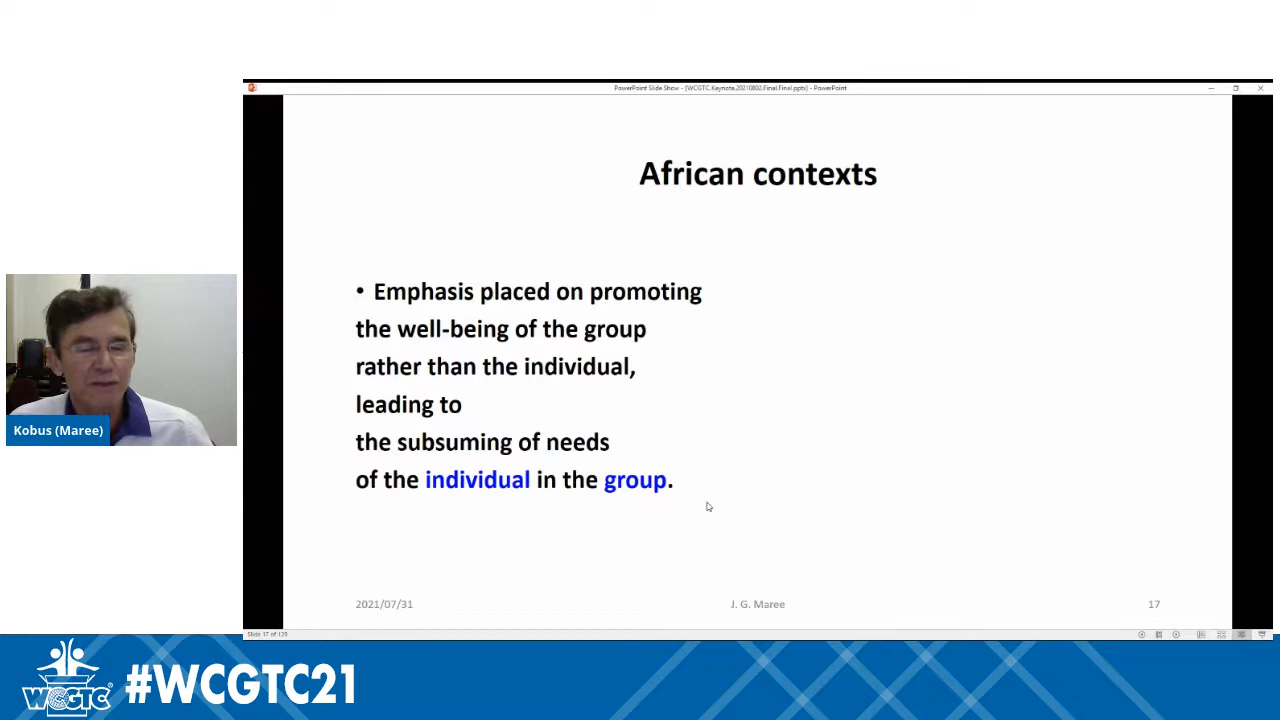 PowerPoint Slide Show - [WCGTC.Keynote.20210802.Final.Final.pptx] - PowerPoint
African contexts
• Emphasis placed on promoting
the well-being of the group
rather than the individual,
leading to
the subsuming of needs
of the individual in the group.
Kobus (Maree)
2021/07/31
J. G. Maree
17
Slide 17 of 129
WCGTC®
#WCGTC21